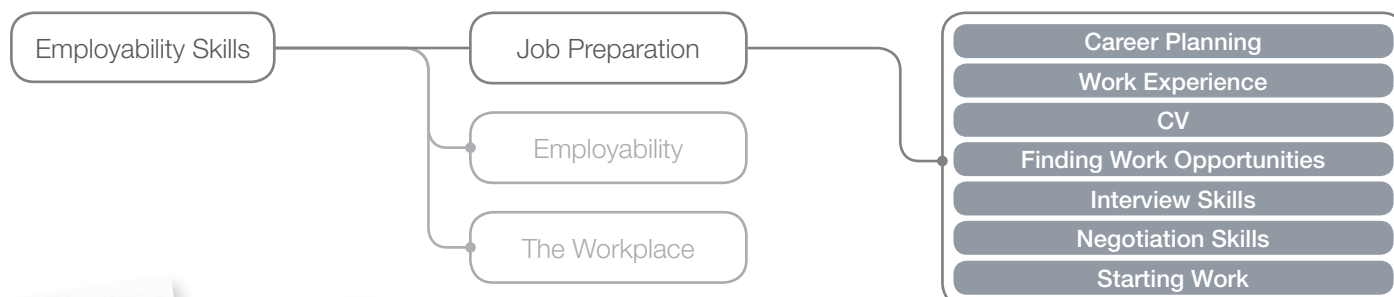 Employability Skills
Job Preparation
Employability
The Workplace
Career Planning
Work Experience
CV
Finding Work Opportunities
Interview Skills
Negotiation Skills
Starting Work